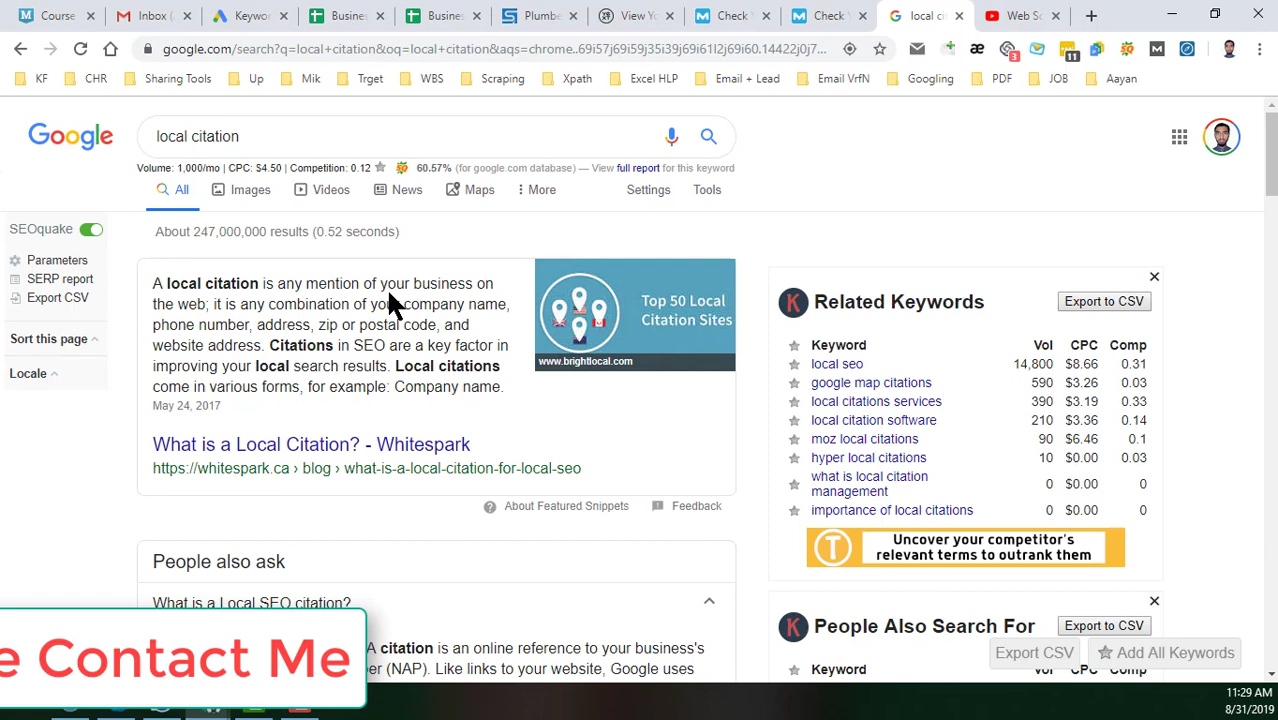 Course
Inbox (
Keywor
Busines
Busines
Plumbe
View Yo
Check Y
Check Y
local ci
Web Sc
google.com/search?q=local+citation&oq=local+citation&aqs=chrome..69i57j69i59j35i39j69i61l2j69i60.14422j0j7...
3
11
KF
CHR
Sharing Tools
Up
Mik
Trget
WBS
Scraping
Xpath
Excel HLP
Email + Lead
Email VrfN
Googling
PDF
JOB
Aayan
Google
local citation
Volume: 1,000/mo | CPC: $4.50 | Competition: 0.12 60.57% (for google.com database) — View full report for this keyword
All Images Videos News Maps More Settings Tools
SEOquake
Parameters
SERP report
Export CSV
Sort this page
Locale
About 247,000,000 results (0.52 seconds)
A local citation is any mention of your business on
the web; it is any combination of your company name,
phone number, address, zip or postal code, and
website address. Citations in SEO are a key factor in
improving your local search results. Local citations
come in various forms, for example: Company name.
May 24, 2017
Top 50 Local
Citation Sites
www.brightlocal.com
What is a Local Citation? - Whitespark
https://whitespark.ca › blog › what-is-a-local-citation-for-local-seo
About Featured Snippets Feedback
People also ask
What is a Local SEO citation?
A citation is an online reference to your business's
ber (NAP). Like links to your website, Google uses
K Related Keywords Export to CSV
Keyword Vol CPC Comp
local seo 14,800 $8.66 0.31
google map citations 590 $3.26 0.03
local citations services 390 $3.19 0.33
local citation software 210 $3.36 0.14
moz local citations 90 $6.46 0.1
hyper local citations 10 $0.00 0.03
what is local citation
management 0 $0.00 0
importance of local citations 0 $0.00 0
T Uncover your competitor's
relevant terms to outrank them
K People Also Search For Export to CSV
Keyword Vol CPC Comp
Export CSV Add All Keywords
e Contact Me
11:29 AM
8/31/2019